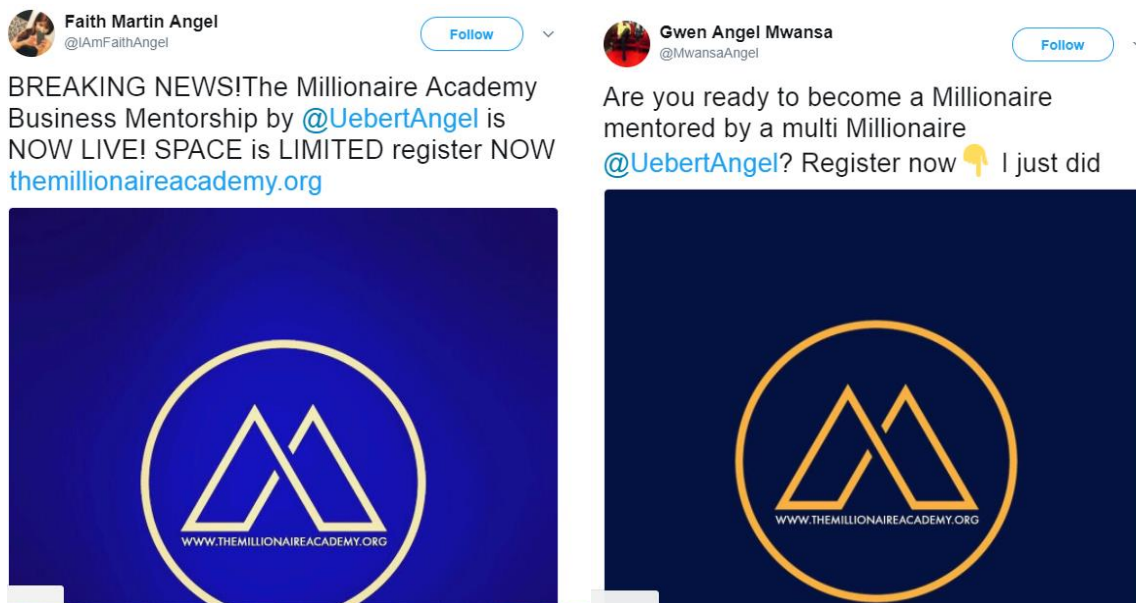 Faith Martin Angel
@IAmFaithAngel
Follow
BREAKING NEWS!The Millionaire Academy
Business Mentorship by @UebertAngel is
NOW LIVE! SPACE is LIMITED register NOW
themillionaireacademy.org
WWW.THEMILLIONAIREACADEMY.ORG
Gwen Angel Mwansa
@MwansaAngel
Follow
Are you ready to become a Millionaire
mentored by a multi Millionaire
@UebertAngel? Register now 👇 I just did
WWW.THEMILLIONAIREACADEMY.ORG